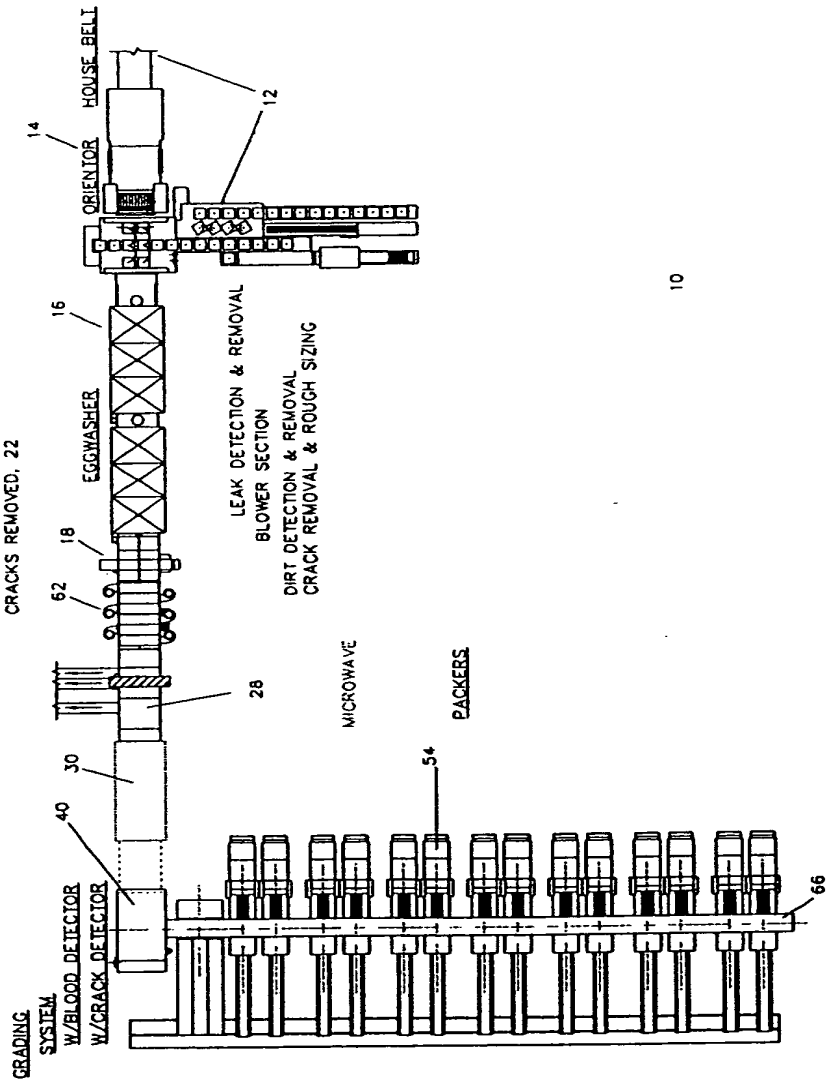 CRACKS REMOVED, 22
GRADING
SYSTEM
W/BLOOD DETECTOR
W/CRACK DETECTOR
40
30
28
62
18
EGGWASHER
16
ORIENTOR
14
HOUSE BELT
12
LEAK DETECTION & REMOVAL
BLOWER SECTION
DIRT DETECTION & REMOVAL
CRACK REMOVAL & ROUGH SIZING
MICROWAVE
PACKERS
54
10
66